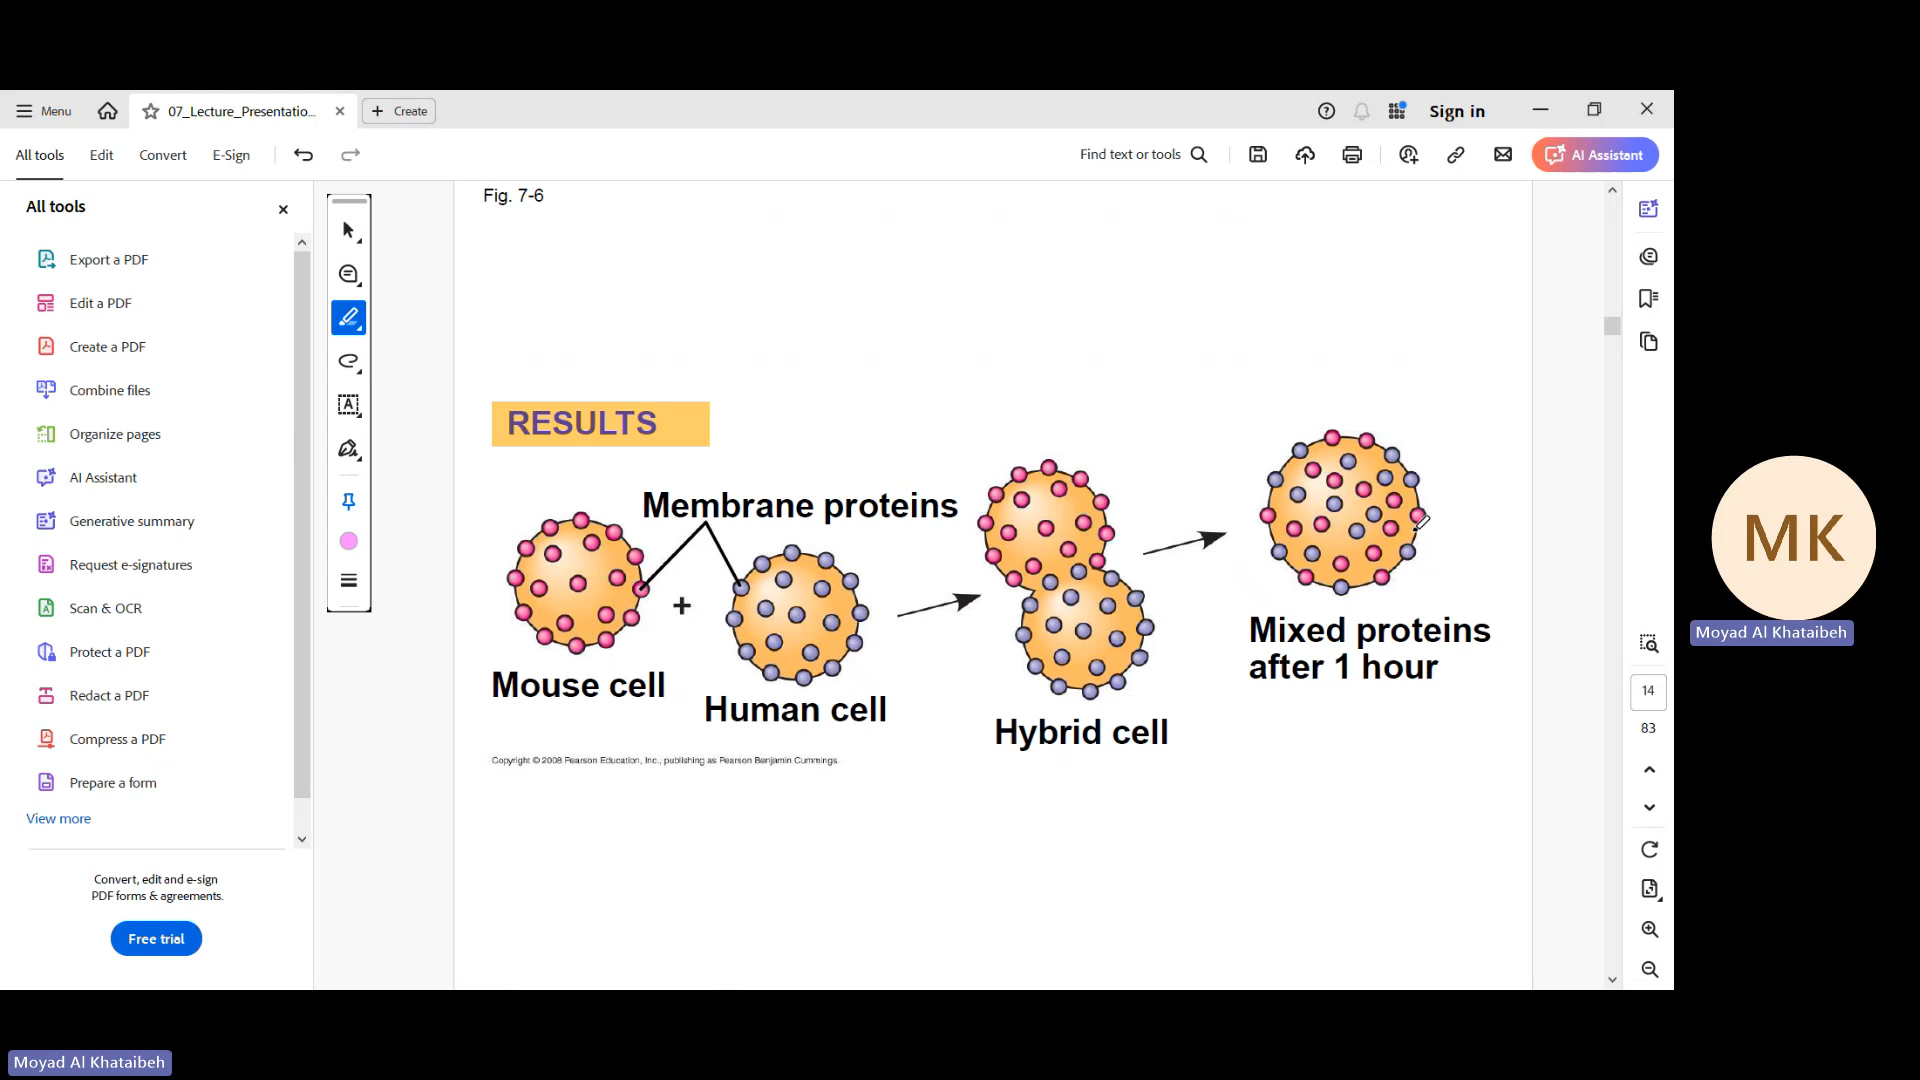 Menu
07_Lecture_Presentatio...
Create
Sign in
All tools
Edit
Convert
E-Sign
Find text or tools
AI Assistant
All tools
Export a PDF
Edit a PDF
Create a PDF
Combine files
Organize pages
AI Assistant
Generative summary
Request e-signatures
Scan & OCR
Protect a PDF
Redact a PDF
Compress a PDF
Prepare a form
View more
Convert, edit and e-sign
PDF forms & agreements.
Free trial
Fig. 7-6
RESULTS
Membrane proteins
+
Mouse cell
Human cell
Hybrid cell
Mixed proteins
after 1 hour
Copyright © 2008 Pearson Education, Inc., publishing as Pearson Benjamin Cummings.
14
83
MK
Moyad Al Khataibeh
Moyad Al Khataibeh